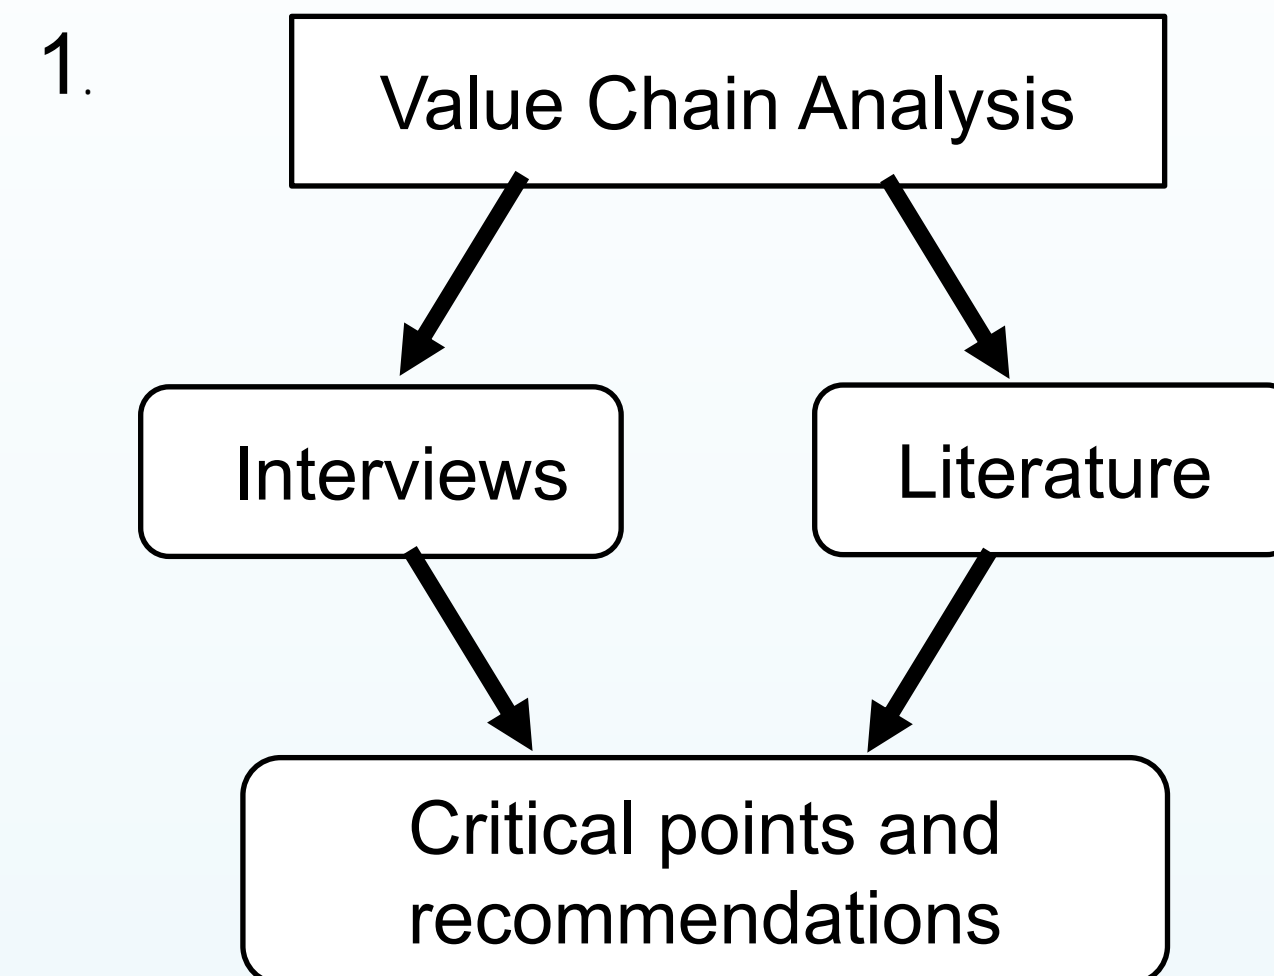 1.
Value Chain Analysis
Interviews
Literature
Critical points and
recommendations